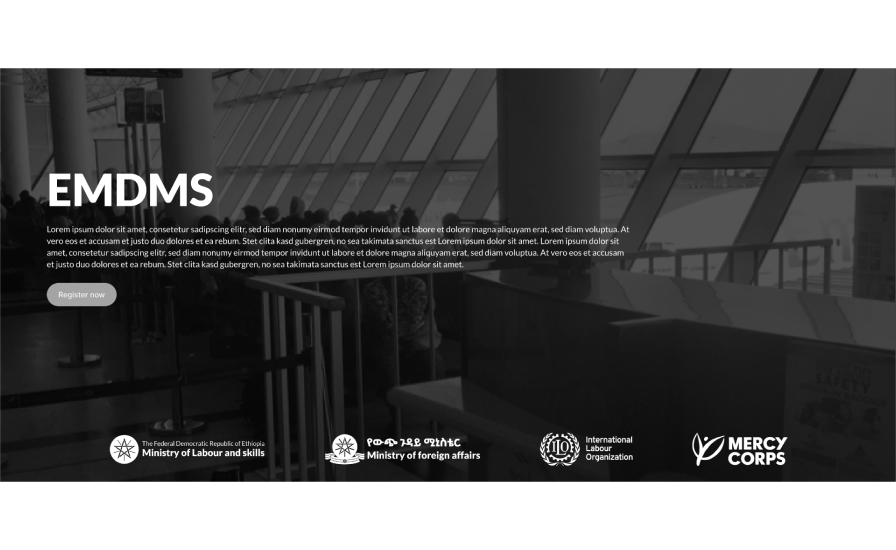 EMDMS
Lorem ipsum dolor sit amet, consetetur sadipscing elitr, sed diam nonumy eirmod tempor invidunt ut labore et dolore magna aliquyam erat, sed diam voluptua. At
vero eos et accusam et justo duo dolores et ea rebum. Stet clita kasd gubergren, no sea takimata sanctus est Lorem ipsum dolor sit amet. Lorem ipsum dolor sit
amet, consetetur sadipscing elitr, sed diam nonumy eirmod tempor invidunt ut labore et dolore magna aliquyam erat, sed diam voluptua. At vero eos et accusam
et justo duo dolores et ea rebum. Stet clita kasd gubergren, no sea takimata sanctus est Lorem ipsum dolor sit amet.
Register now
The Federal Democratic Republic of Ethiopia
Ministry of Labour and skills
የውጭ ጉዳይ ሚኒስቴር
Ministry of foreign affairs
International
Labour
Organization
MERCY
CORPS